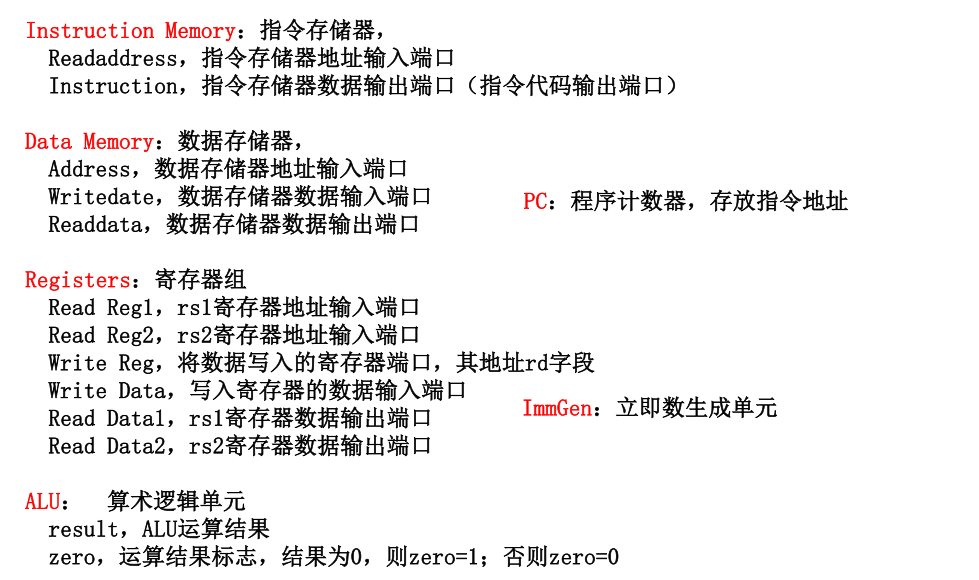 Instruction Memory：指令存储器，
Readaddress，指令存储器地址输入端口
Instruction，指令存储器数据输出端口（指令代码输出端口）
Data Memory：数据存储器，
Address，数据存储器地址输入端口
Writedate，数据存储器数据输入端口
Readdata，数据存储器数据输出端口
PC：程序计数器，存放指令地址
Registers：寄存器组
Read Reg1，rs1寄存器地址输入端口
Read Reg2，rs2寄存器地址输入端口
Write Reg，将数据写入的寄存器端口，其地址rd字段
Write Data，写入寄存器的数据输入端口
Read Data1，rs1寄存器数据输出端口
Read Data2，rs2寄存器数据输出端口
ImmGen：立即数生成单元
ALU： 算术逻辑单元
result，ALU运算结果
zero，运算结果标志，结果为0，则zero=1；否则zero=0